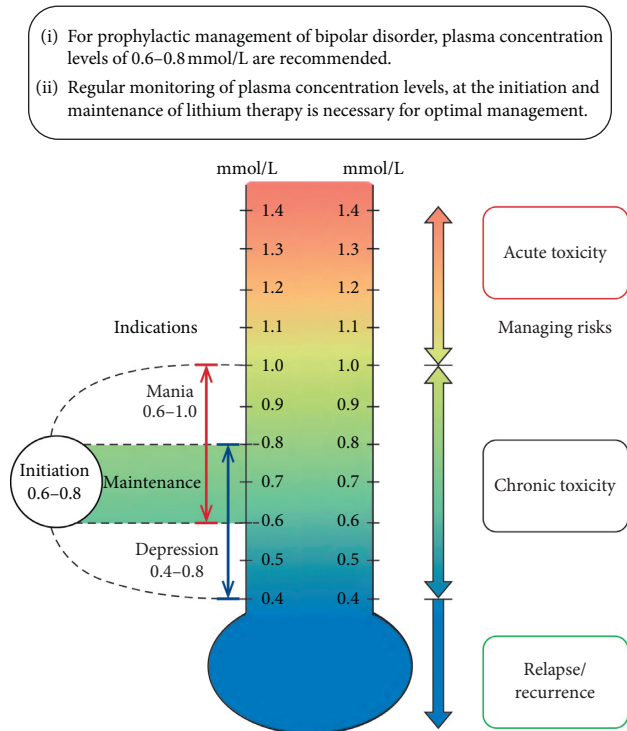 (i) For prophylactic management of bipolar disorder, plasma concentration
levels of 0.6–0.8 mmol/L are recommended.
(ii) Regular monitoring of plasma concentration levels, at the initiation and
maintenance of lithium therapy is necessary for optimal management.
mmol/L mmol/L
1.4 1.4
Acute toxicity
1.3 1.3
1.2 1.2
Indications
1.1 1.1
Managing risks
1.0 1.0
Mania
0.6–1.0
0.9 0.9
0.8 0.8
Initiation
0.6–0.8
Maintenance
0.7 0.7
Chronic toxicity
0.6 0.6
Depression
0.4–0.8
0.5 0.5
0.4 0.4
Relapse/
recurrence